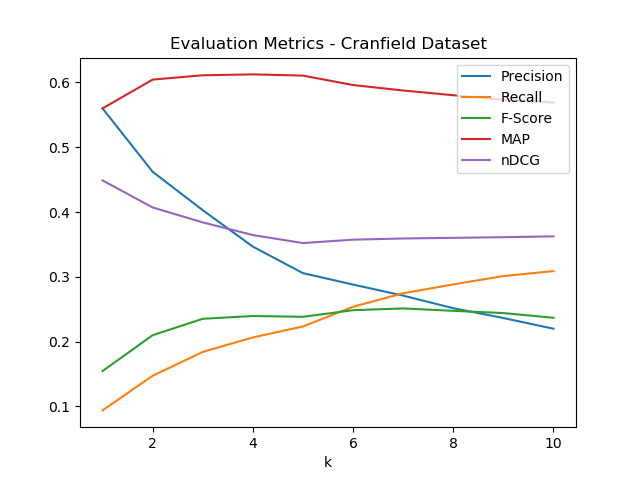 Evaluation Metrics - Cranfield Dataset
Precision
Recall
F-Score
MAP
nDCG
0.6
0.5
0.4
0.3
0.2
0.1
2
4
6
8
10
k